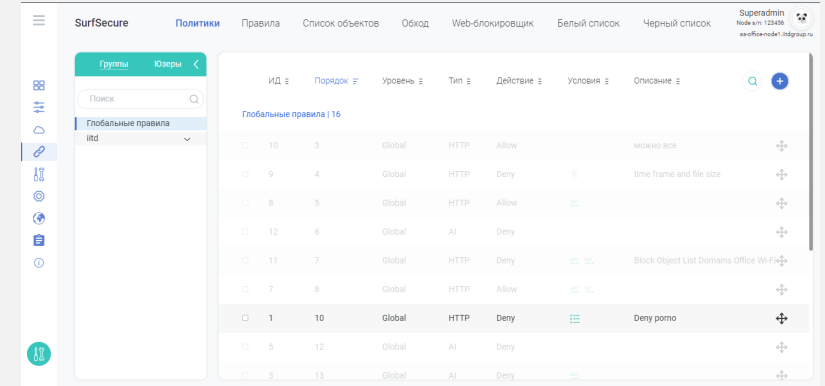 SurfSecure Политики Правила Список объектов Обход Web-блокировщик Белый список Черный список
Superadmin
Node s/n: 123456
ss-office-node1.iitdgroup.ru
Группы Юзеры
Поиск
Глобальные правила
iitd
ИД Порядок Уровень Тип Действие Условия Описание
Глобальные правила | 16
10 3 Global HTTP Allow можно все
9 4 Global HTTP Deny time frame and file size
8 5 Global HTTP Allow
12 6 Global AI Deny
11 7 Global HTTP Deny Block Object List Domains Office Wi-Fi
7 8 Global HTTP Allow
1 10 Global HTTP Deny Deny porno
5 12 Global AI Deny
3 13 Global AI Deny